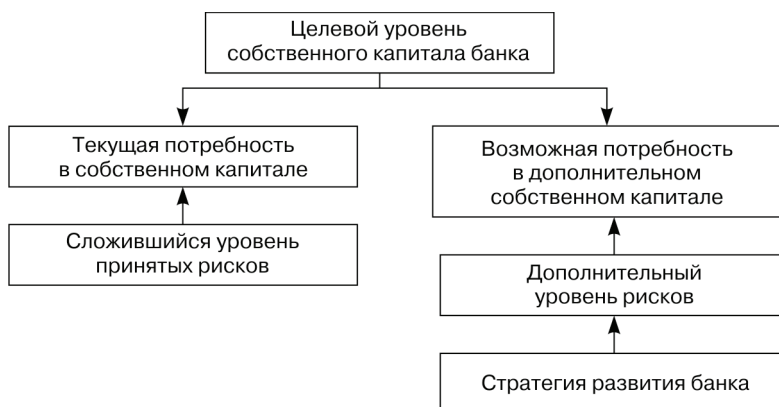 Целевой уровень
собственного капитала банка
Текущая потребность
в собственном капитале
Возможная потребность
в дополнительном
собственном капитале
Сложившийся уровень
принятых рисков
Дополнительный
уровень рисков
Стратегия развития банка